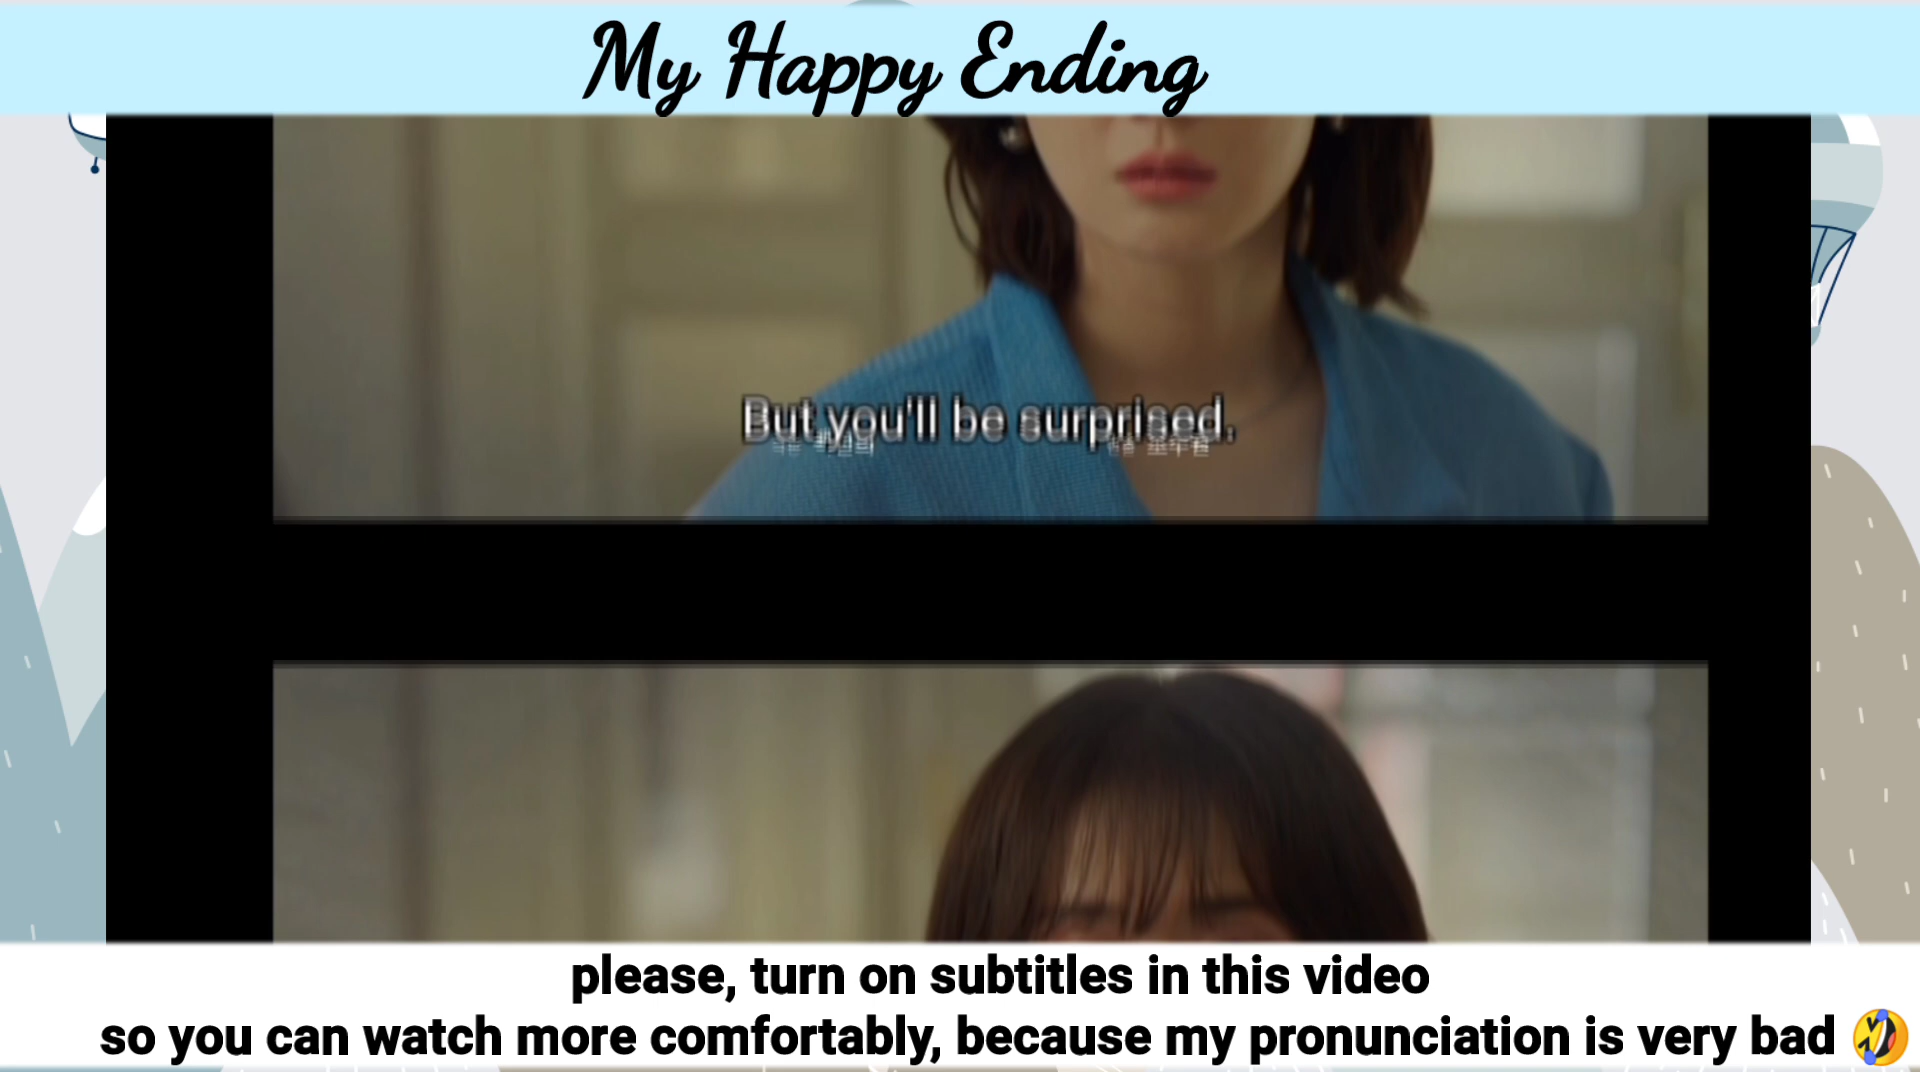 My Happy Ending
But you'll be surprised.
please, turn on subtitles in this video
so you can watch more comfortably, because my pronunciation is very bad 🤣